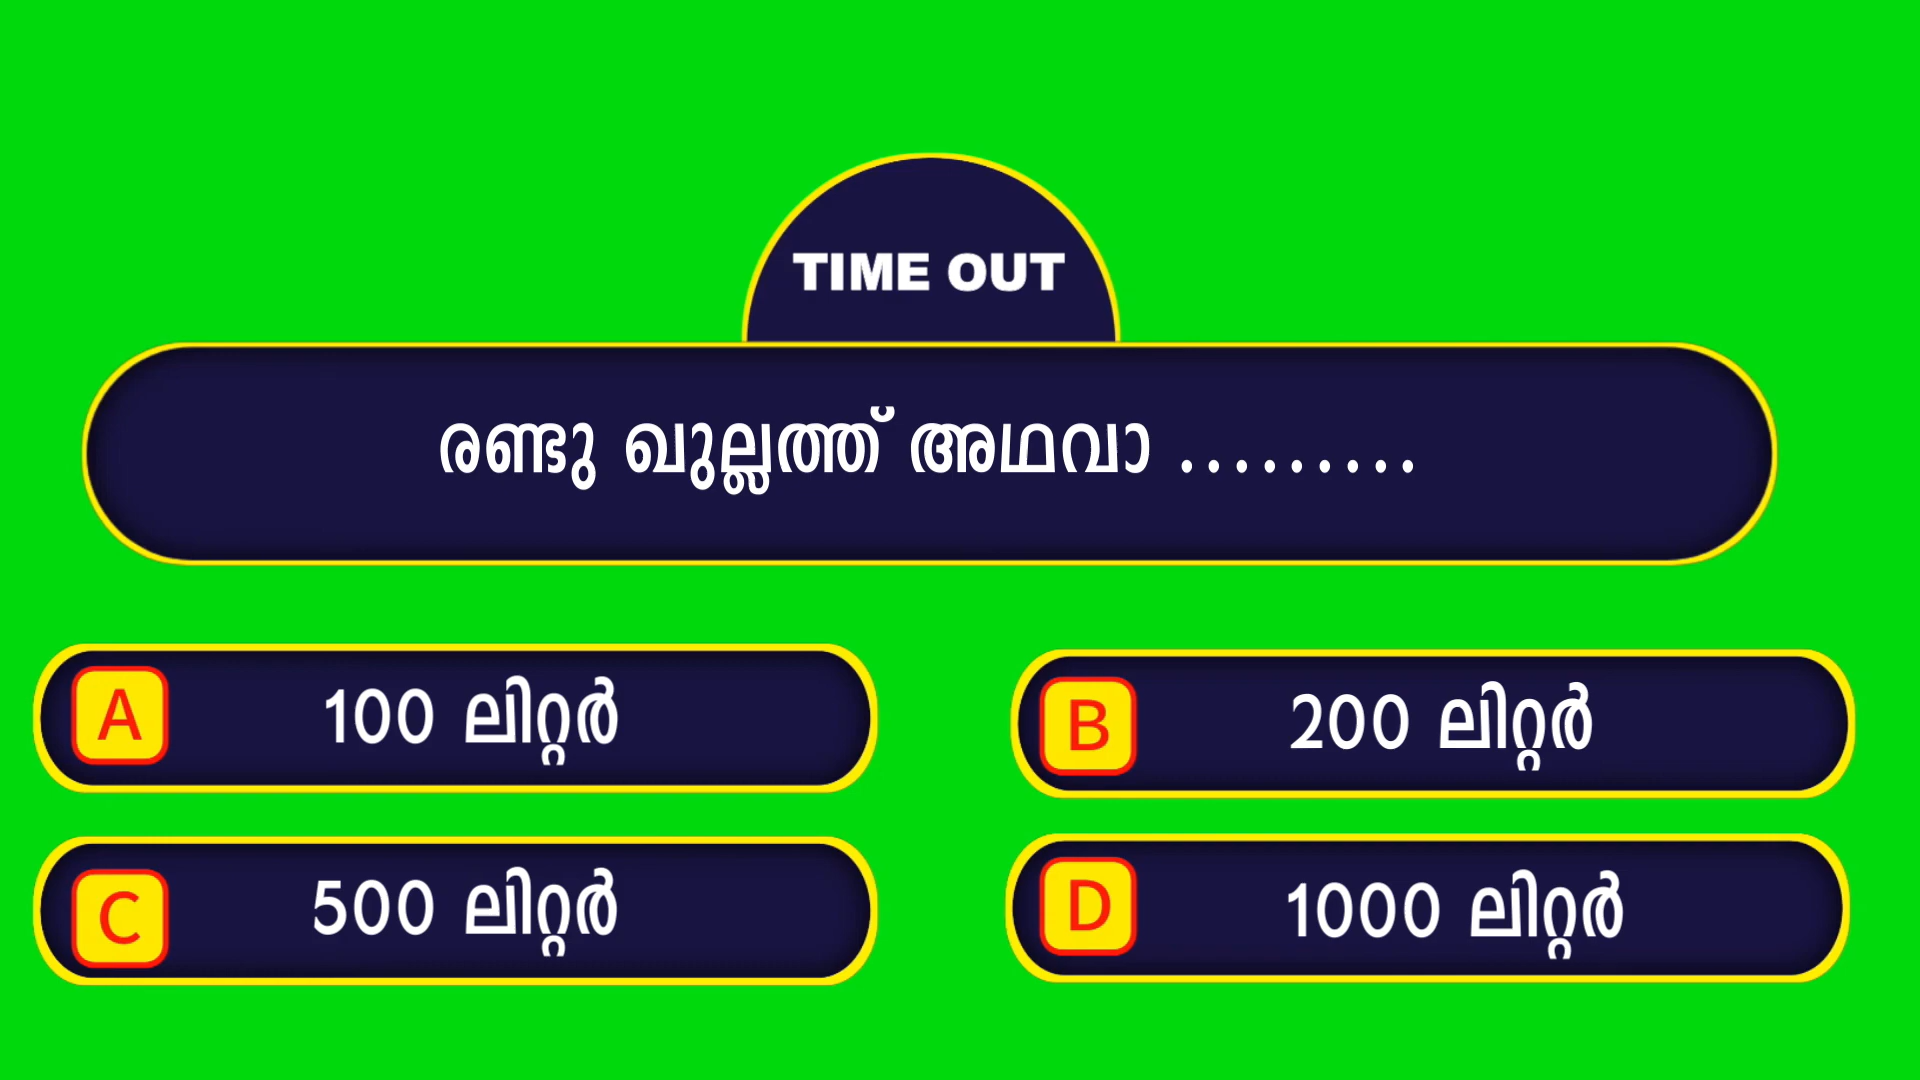 TIME OUT
രണ്ടു ഖുല്ലത്ത് അഥവാ .........
A 100 ലിറ്റർ
B 200 ലിറ്റർ
C 500 ലിറ്റർ
D 1000 ലിറ്റർ